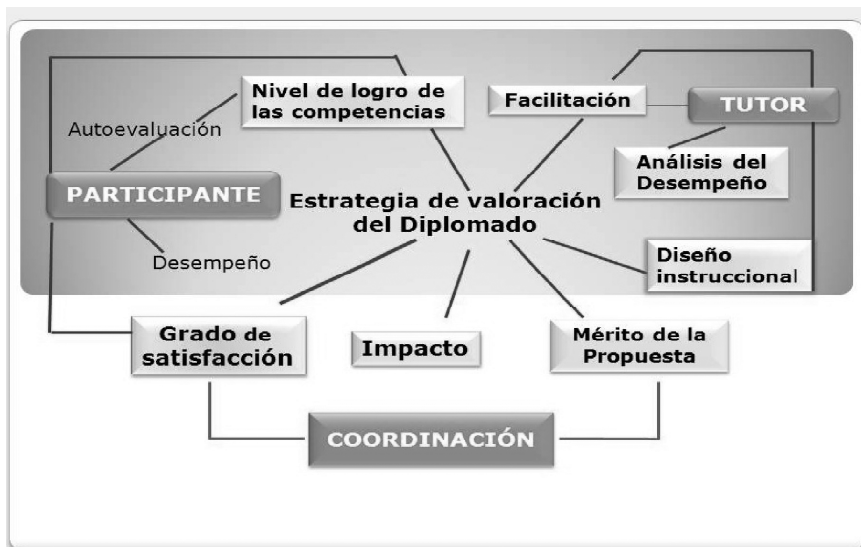 Nivel de logro de
las competencias
Facilitación
TUTOR
Autoevaluación
Análisis del
Desempeño
PARTICIPANTE
Estrategia de valoración
del Diplomado
Desempeño
Diseño
instruccional
Grado de
satisfacción
Impacto
Mérito de la
Propuesta
COORDINACIÓN